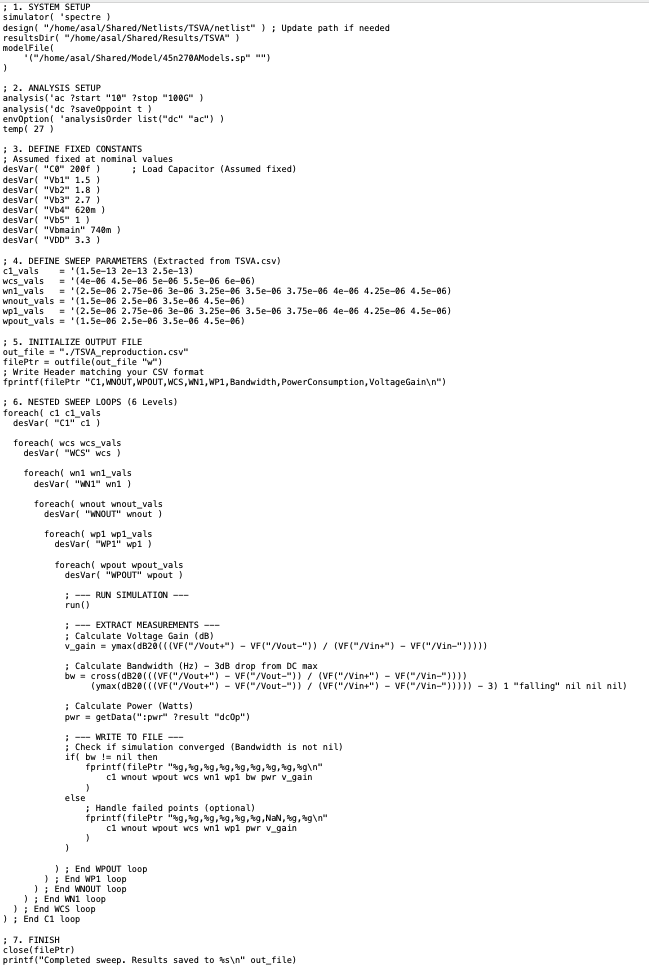 ; 1. SYSTEM SETUP
simulator( 'spectre )
design( "/home/asal/Shared/Netlists/TSVA/netlist" ) ; Update path if needed
resultsDir( "/home/asal/Shared/Results/TSVA" )
modelFile(
    '("/home/asal/Shared/Model/45n270AModels.sp" "")
)

; 2. ANALYSIS SETUP
analysis('ac ?start "10" ?stop "100G" )
analysis('dc ?saveOppoint t )
envOption( 'analysisOrder list("dc" "ac") )
temp( 27 )

; 3. DEFINE FIXED CONSTANTS
; Assumed fixed at nominal values
desVar( "C0" 200f )      ; Load Capacitor (Assumed fixed)
desVar( "Vb1" 1.5 )
desVar( "Vb2" 1.8 )
desVar( "Vb3" 2.7 )
desVar( "Vb4" 620m )
desVar( "Vb5" 1 )
desVar( "Vbmain" 740m )
desVar( "VDD" 3.3 )

; 4. DEFINE SWEEP PARAMETERS (Extracted from TSVA.csv)
c1_vals    = '(1.5e-13 2e-13 2.5e-13)
wcs_vals   = '(4e-06 4.5e-06 5e-06 5.5e-06 6e-06)
wn1_vals   = '(2.5e-06 2.75e-06 3e-06 3.25e-06 3.5e-06 3.75e-06 4e-06 4.25e-06 4.5e-06)
wnout_vals = '(1.5e-06 2.5e-06 3.5e-06 4.5e-06)
wp1_vals   = '(2.5e-06 2.75e-06 3e-06 3.25e-06 3.5e-06 3.75e-06 4e-06 4.25e-06 4.5e-06)
wpout_vals = '(1.5e-06 2.5e-06 3.5e-06 4.5e-06)

; 5. INITIALIZE OUTPUT FILE
out_file = "./TSVA_reproduction.csv"
filePtr = outfile(out_file "w")
; Write Header matching your CSV format
fprintf(filePtr "C1,WNOUT,WPOUT,WCS,WN1,WP1,Bandwidth,PowerConsumption,VoltageGain\n")

; 6. NESTED SWEEP LOOPS (6 Levels)
foreach( c1 c1_vals
  desVar( "C1" c1 )

  foreach( wcs wcs_vals
    desVar( "WCS" wcs )

    foreach( wn1 wn1_vals
      desVar( "WN1" wn1 )

      foreach( wnout wnout_vals
        desVar( "WNOUT" wnout )

        foreach( wp1 wp1_vals
          desVar( "WP1" wp1 )

          foreach( wpout wpout_vals
            desVar( "WPOUT" wpout )

            ; --- RUN SIMULATION ---
            run()

            ; --- EXTRACT MEASUREMENTS ---
            ; Calculate Voltage Gain (dB)
            v_gain = ymax(dB20(((VF("/Vout+") - VF("/Vout-")) / (VF("/Vin+") - VF("/Vin-")))))

            ; Calculate Bandwidth (Hz) - 3dB drop from DC max
            bw = cross(dB20(((VF("/Vout+") - VF("/Vout-")) / (VF("/Vin+") - VF("/Vin-"))))
                 (ymax(dB20(((VF("/Vout+") - VF("/Vout-")) / (VF("/Vin+") - VF("/Vin-"))))) - 3) 1 "falling" nil nil nil)

            ; Calculate Power (Watts)
            pwr = getData(":pwr" ?result "dcOp")

            ; --- WRITE TO FILE ---
            ; Check if simulation converged (Bandwidth is not nil)
            if( bw != nil then
                fprintf(filePtr "%g,%g,%g,%g,%g,%g,%g,%g,%g\n"
                    c1 wnout wpout wcs wn1 wp1 bw pwr v_gain
                )
            else
                ; Handle failed points (optional)
                fprintf(filePtr "%g,%g,%g,%g,%g,%g,NaN,%g,%g\n"
                    c1 wnout wpout wcs wn1 wp1 pwr v_gain
                )
            )

          ) ; End WPOUT loop
        ) ; End WP1 loop
      ) ; End WNOUT loop
    ) ; End WN1 loop
  ) ; End WCS loop
) ; End C1 loop

; 7. FINISH
close(filePtr)
printf("Completed sweep. Results saved to %s\n" out_file)